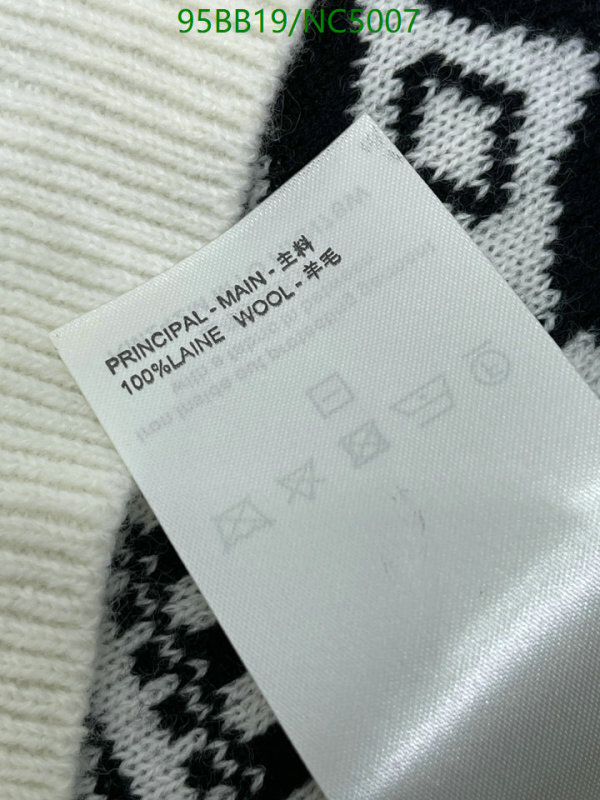 95BB19/NC5007
PRINCIPAL - MAIN - 主料
100%LAINE WOOL - 羊毛